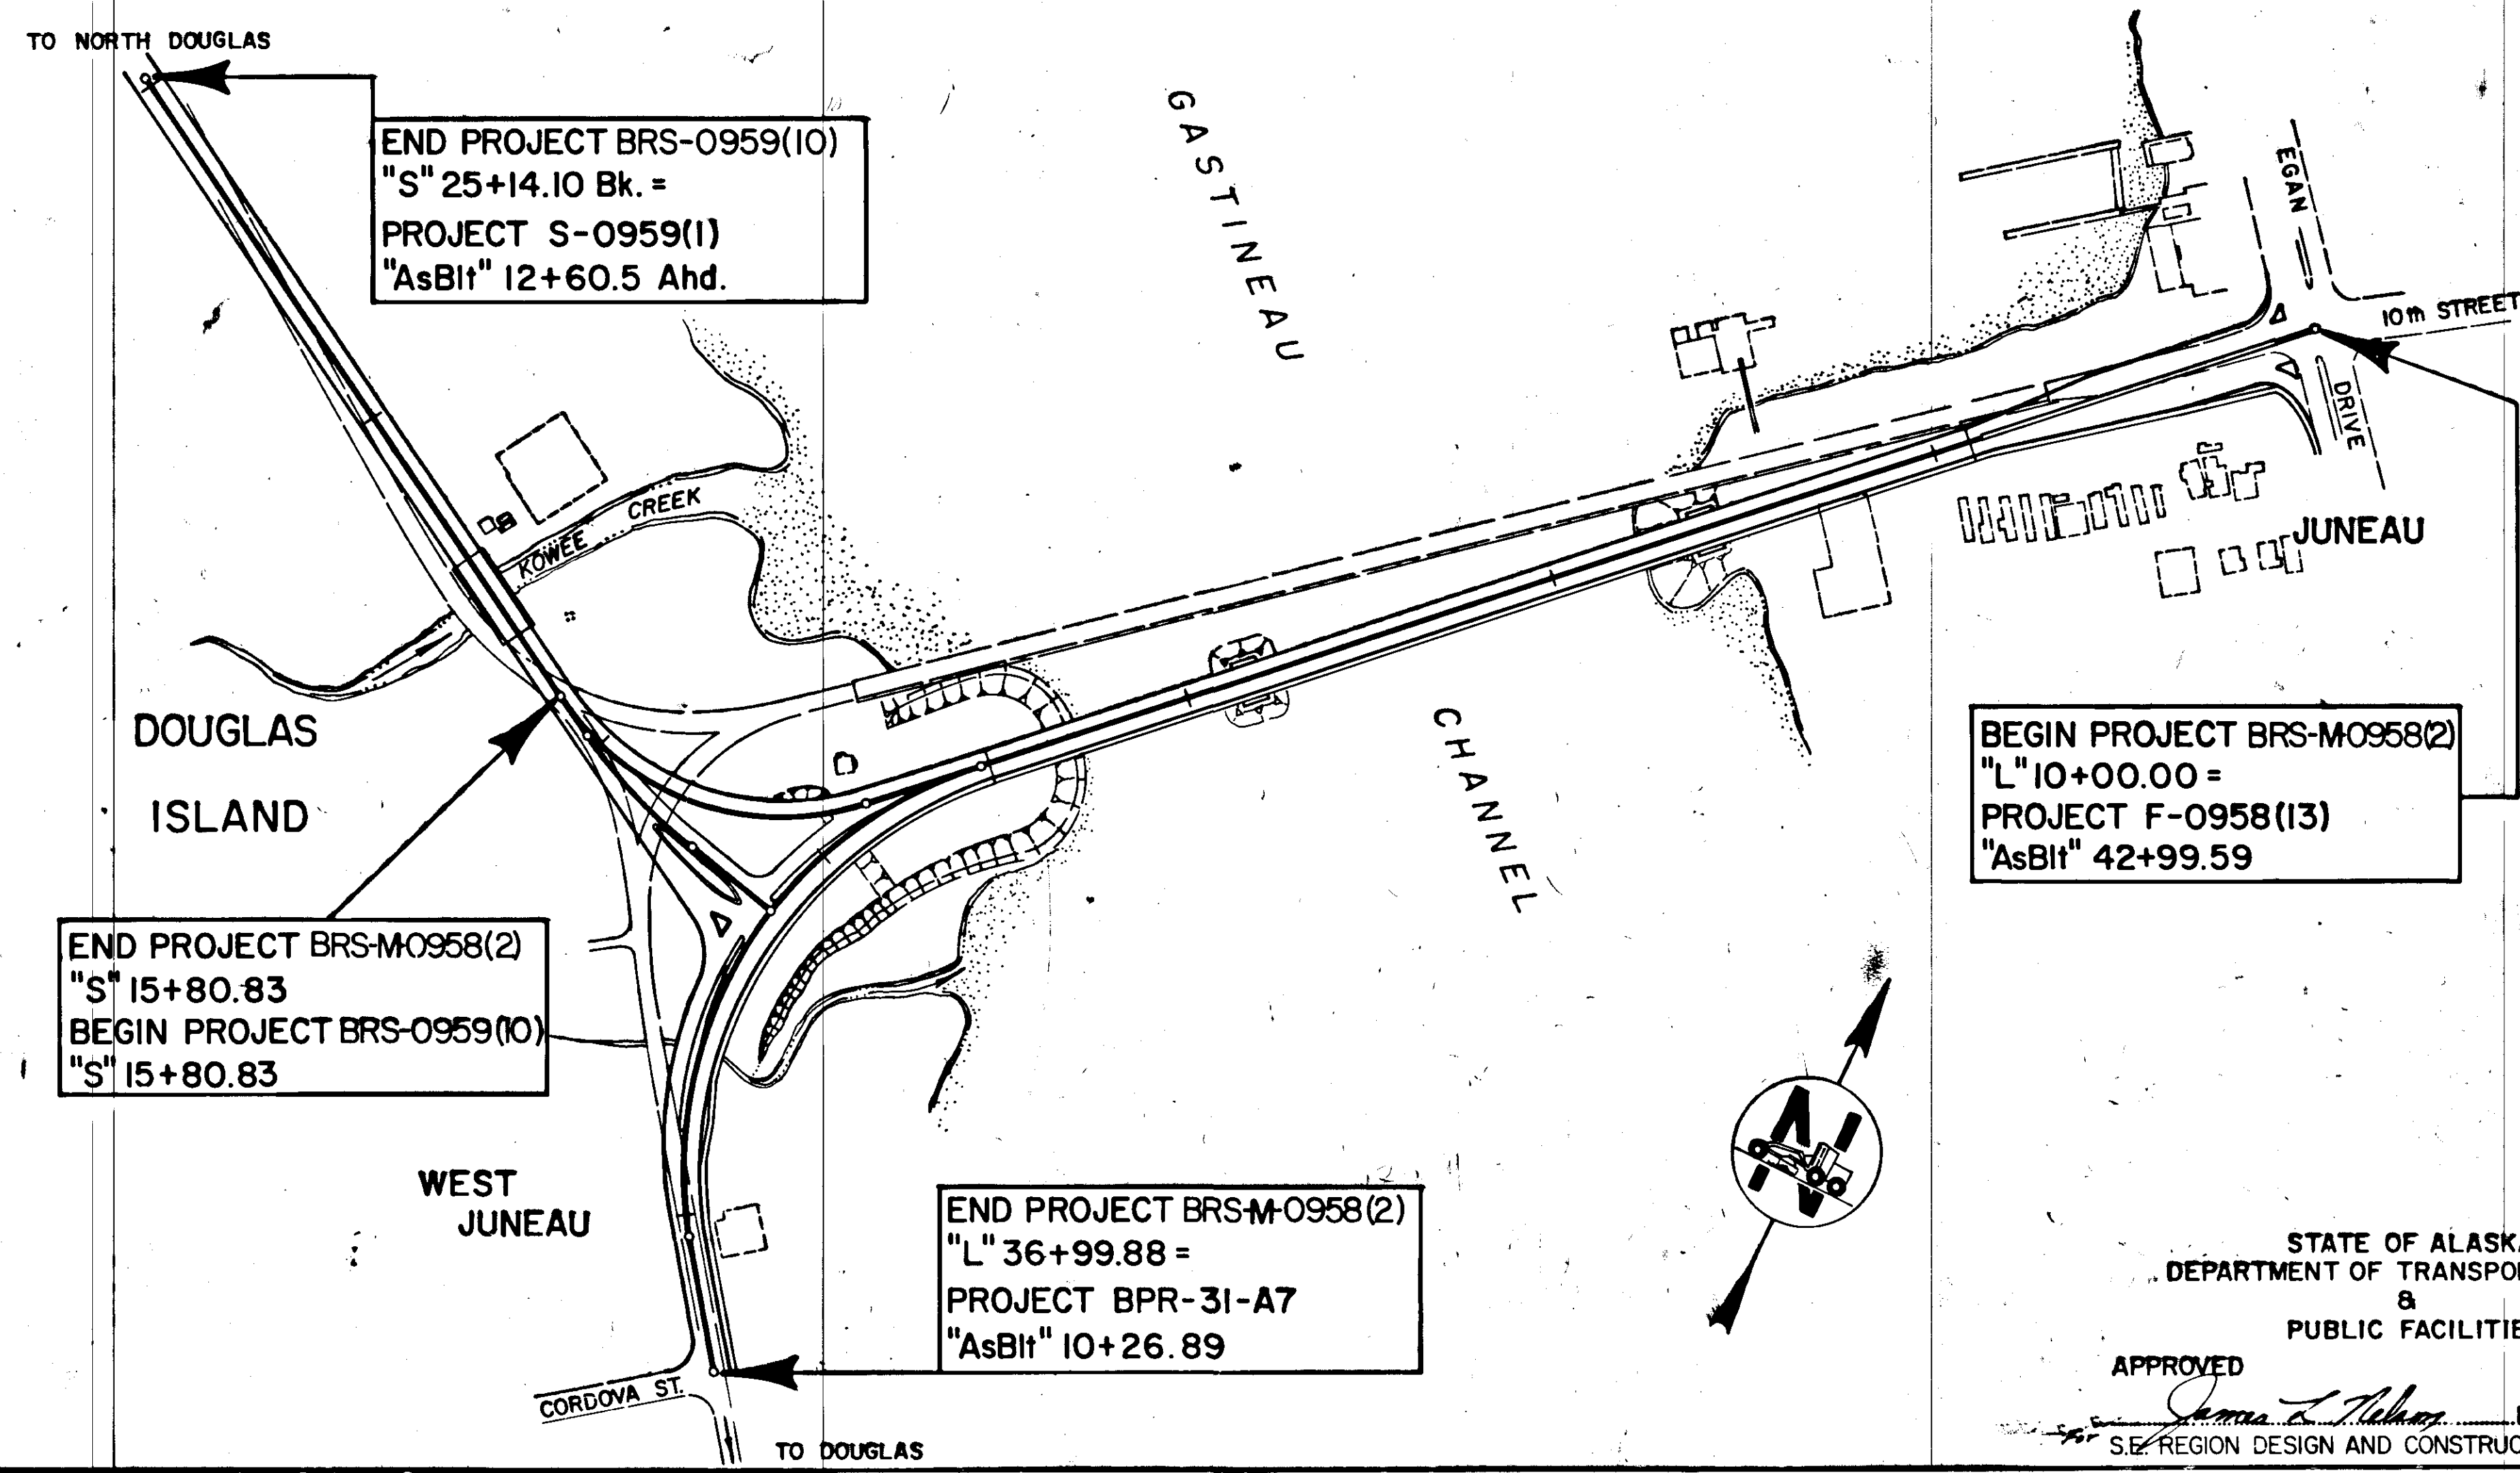 TO NORTH DOUGLAS
END PROJECT BRS-0959(10)
"S" 25+14.10 Bk. =
PROJECT S-0959(1)
"AsBlt" 12+60.5 Ahd.
GASTINEAU
EGAN
10th STREET
DRIVE
KOWEE CREEK
JUNEAU
DOUGLAS
ISLAND
CHANNEL
BEGIN PROJECT BRS-M-0958(2)
"L" 10+00.00 =
PROJECT F-0958(13)
"AsBlt" 42+99.59
END PROJECT BRS-M-0958(2)
"S" 15+80.83
BEGIN PROJECT BRS-0959(10)
"S" 15+80.83
WEST
JUNEAU
END PROJECT BRS-M-0958(2)
"L" 36+99.88 =
PROJECT BPR-31-A7
"AsBlt" 10+26.89
N
CORDOVA ST.
TO DOUGLAS
STATE OF ALASK
DEPARTMENT OF TRANSPO
&
PUBLIC FACILITIE
APPROVED
James L Nelson
For
S.E. REGION DESIGN AND CONSTRUC